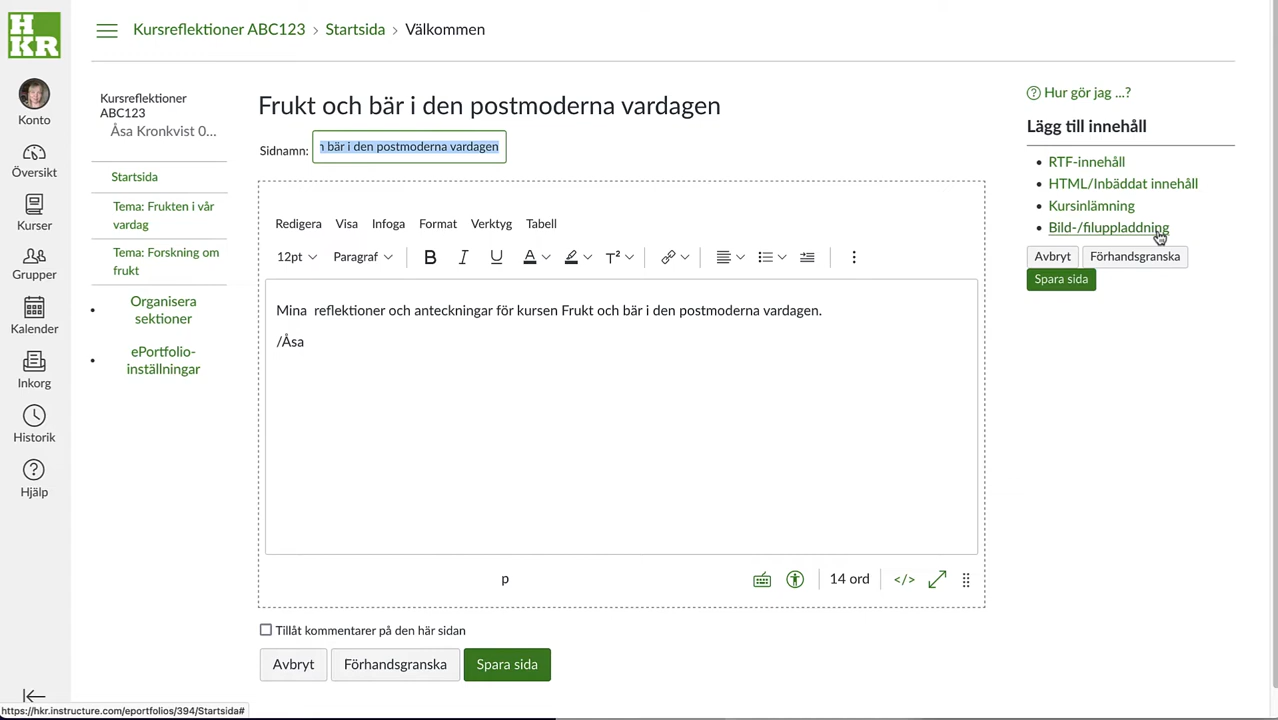 HKR
Kursreflektioner ABC123 > Startsida > Välkommen
Konto
Översikt
Kurser
Grupper
Kalender
Inkorg
Historik
Hjälp
Kursreflektioner
ABC123
Åsa Kronkvist 0...
Startsida
Tema: Frukten i vår
vardag
Tema: Forskning om
frukt
Organisera
sektioner
ePortfolio-
inställningar
Frukt och bär i den postmoderna vardagen
Sidnamn: bär i den postmoderna vardagen
Redigera Visa Infoga Format Verktyg Tabell
12pt Paragraf B I U A T²
Mina reflektioner och anteckningar för kursen Frukt och bär i den postmoderna vardagen.
/Åsa
p 14 ord </>
Tillåt kommentarer på den här sidan
Avbryt Förhandsgranska Spara sida
Hur gör jag ...?
Lägg till innehåll
RTF-innehåll
HTML/Inbäddat innehåll
Kursinlämning
Bild-/filuppladdning
Avbryt Förhandsgranska
Spara sida
https://hkr.instructure.com/eportfolios/394/Startsida#